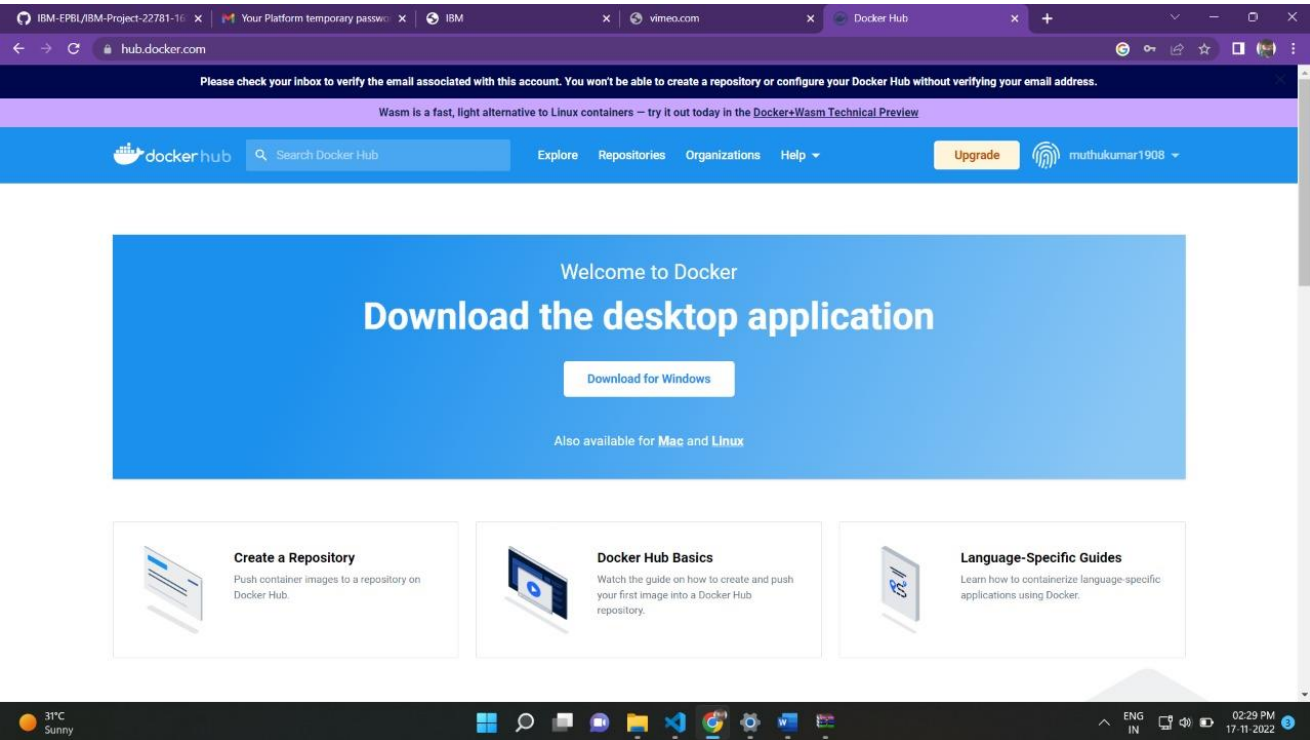 IBM-EPBL/IBM-Project-22781-16
Your Platform temporary passwo
IBM
vimeo.com
Docker Hub
hub.docker.com
Please check your inbox to verify the email associated with this account. You won't be able to create a repository or configure your Docker Hub without verifying your email address.
Wasm is a fast, light alternative to Linux containers — try it out today in the Docker+Wasm Technical Preview
dockerhub
Search Docker Hub
Explore
Repositories
Organizations
Help
Upgrade
muthukumar1908
Welcome to Docker
Download the desktop application
Download for Windows
Also available for Mac and Linux
Create a Repository
Push container images to a repository on
Docker Hub.
Docker Hub Basics
Watch the guide on how to create and push
your first image into a Docker Hub
repository.
Language-Specific Guides
Learn how to containerize language-specific
applications using Docker.
31°C
Sunny
ENG
IN
02:29 PM
17-11-2022
3